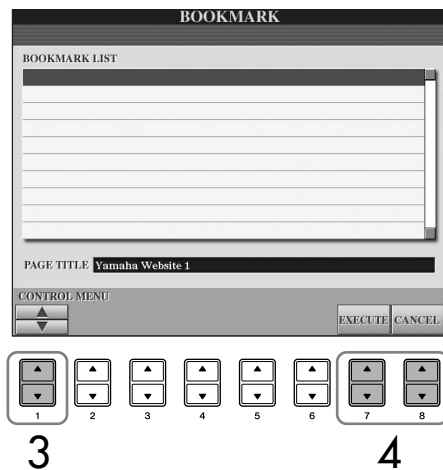 BOOKMARK
BOOKMARK LIST
PAGE TITLE Yamaha Website 1
CONTROL MENU
EXECUTE CANCEL
1 2 3 4 5 6 7 8
3 4